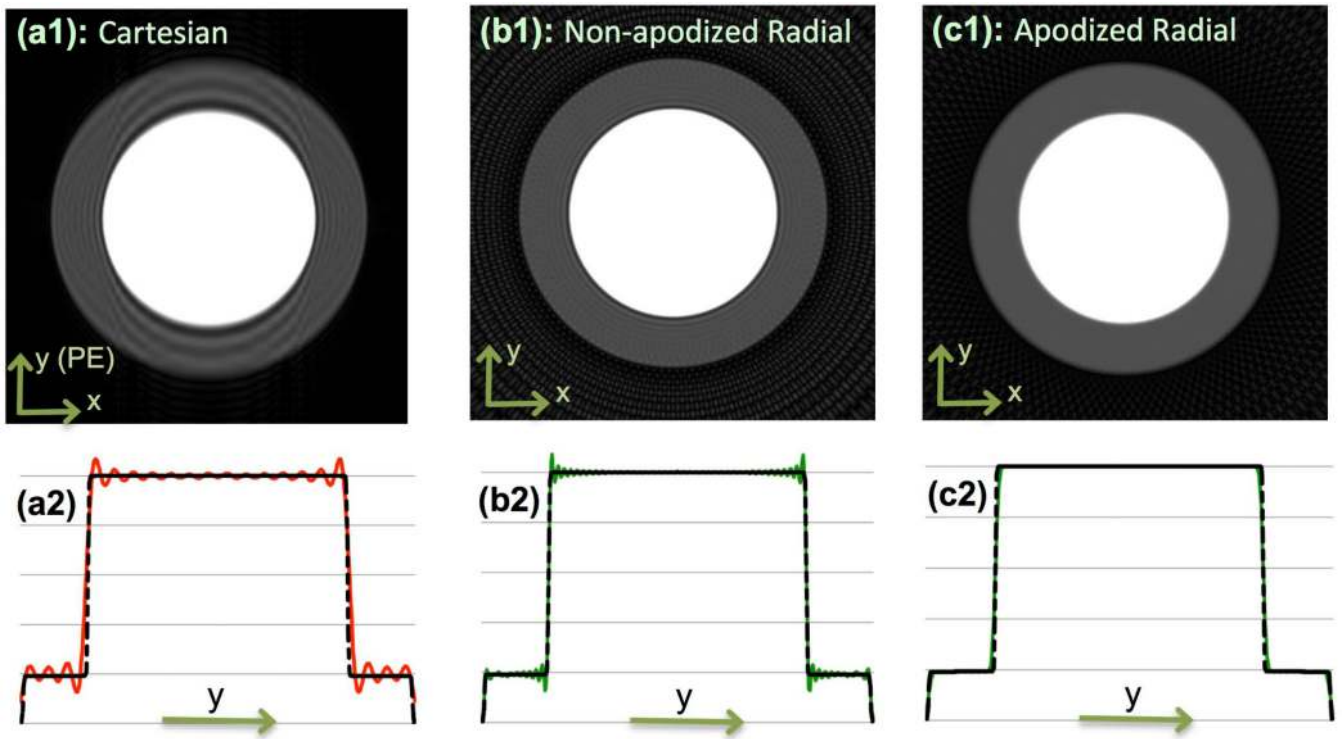 (a1): Cartesian
y (PE)
x
(b1): Non-apodized Radial
y
x
(c1): Apodized Radial
y
x
(a2)
y
(b2)
y
(c2)
y